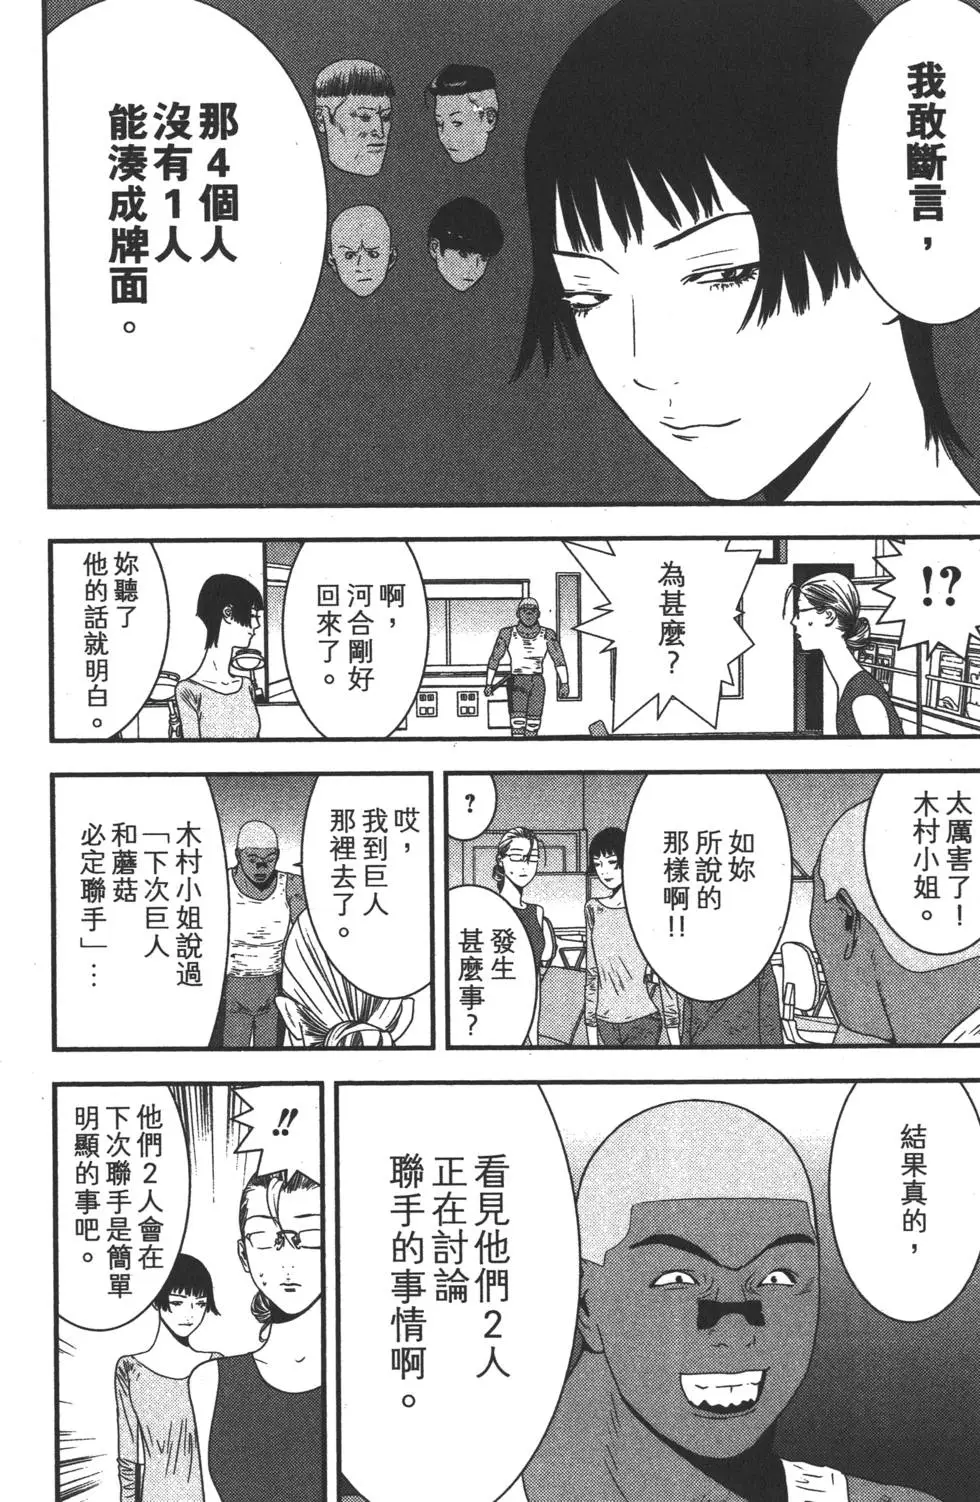 我敢斷言，
那4個人
沒有1人
能湊成牌面。
!?
為甚麼？
啊，
河合剛好
回來了。
妳聽了
他的話就明白。
太厲害了！
木村小姐。
如妳
所說的
那樣啊!!
?
發生
甚麼事？
哎，
我到巨人
那裡去了。
木村小姐說過
「下次巨人
和蘑菇
必定聯手」…
結果真的，
看見他們2人
正在討論
聯手的事情啊。
!!
他們2人會在
下次聯手是簡單
明顯的事吧。